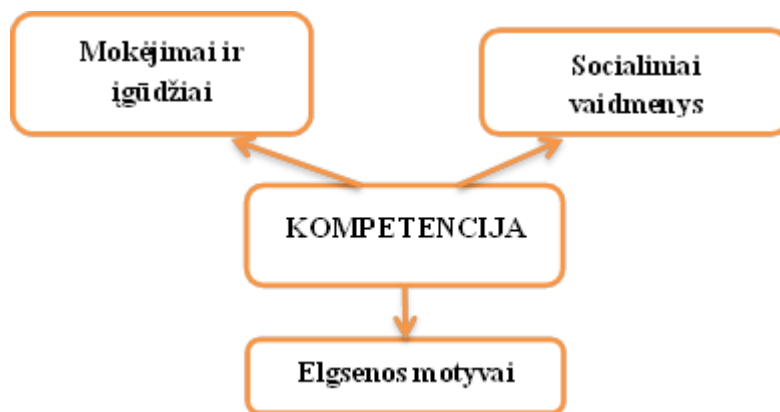 Mokėjimai ir
įgūdžiai
Socialiniai
vaidmenys
KOMPETENCIJA
Elgsenos motyvai